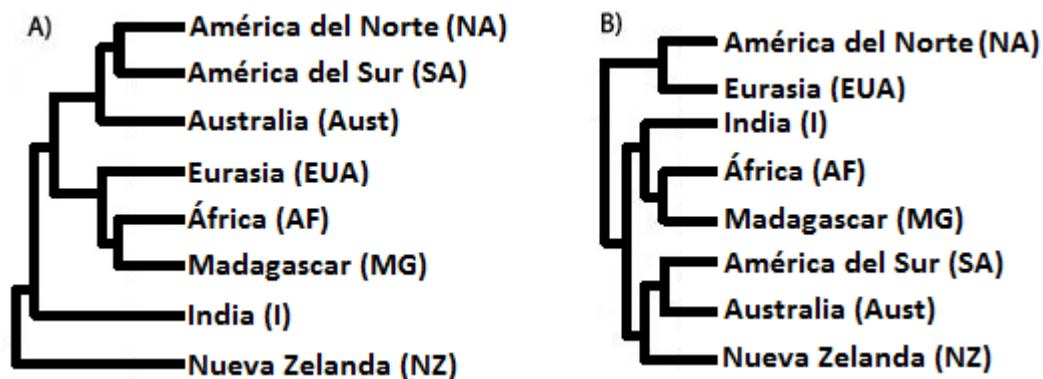 A)
América del Norte (NA)
América del Sur (SA)
Australia (Aust)
Eurasia (EUA)
África (AF)
Madagascar (MG)
India (I)
Nueva Zelanda (NZ)
B)
América del Norte (NA)
Eurasia (EUA)
India (I)
África (AF)
Madagascar (MG)
América del Sur (SA)
Australia (Aust)
Nueva Zelanda (NZ)